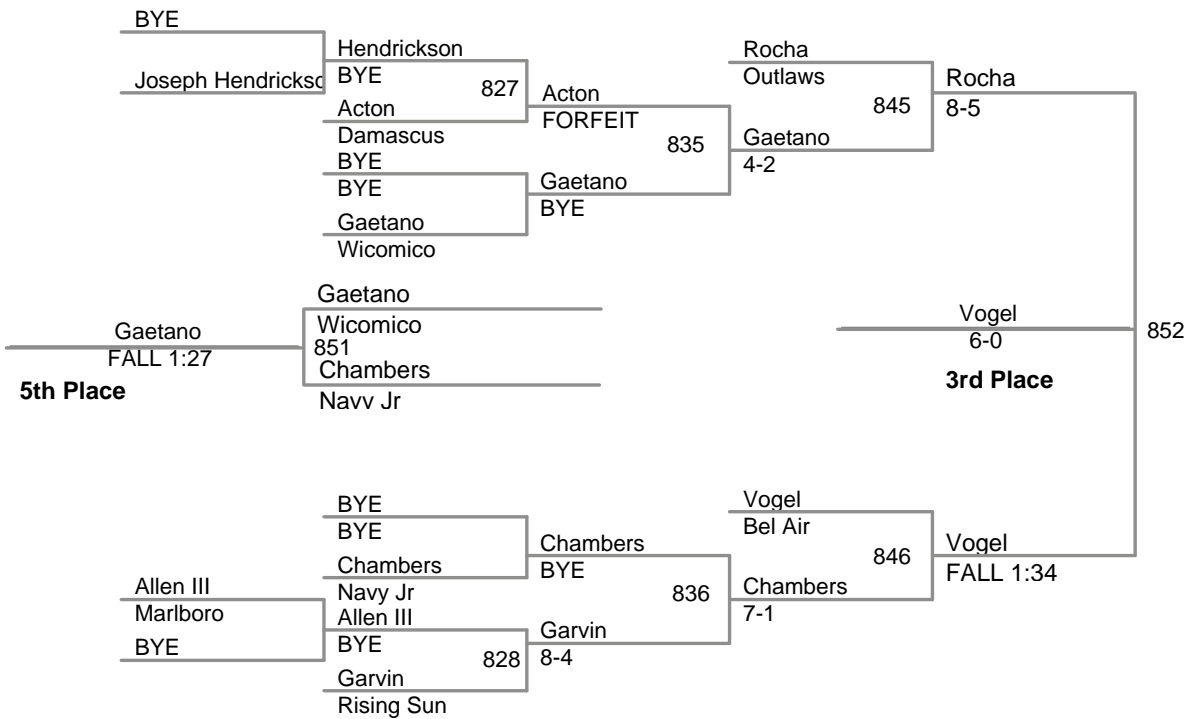 BYE
Joseph Hendricksc
Hendrickson
BYE
827
Acton
Damascus
BYE
BYE
Gaetano
Wicomico
Acton
FORFEIT
835
Gaetano
BYE
Rocha
Outlaws
845
Gaetano
4-2
Rocha
8-5
Gaetano
Wicomico
851
Chambers
Navy Jr
Gaetano
FALL 1:27
5th Place
Vogel
6-0
852
3rd Place
BYE
BYE
Chambers
Navy Jr
Allen III
Marlboro
BYE
Allen III
BYE
828
Garvin
Rising Sun
Chambers
BYE
836
Garvin
8-4
Vogel
Bel Air
846
Chambers
7-1
Vogel
FALL 1:34